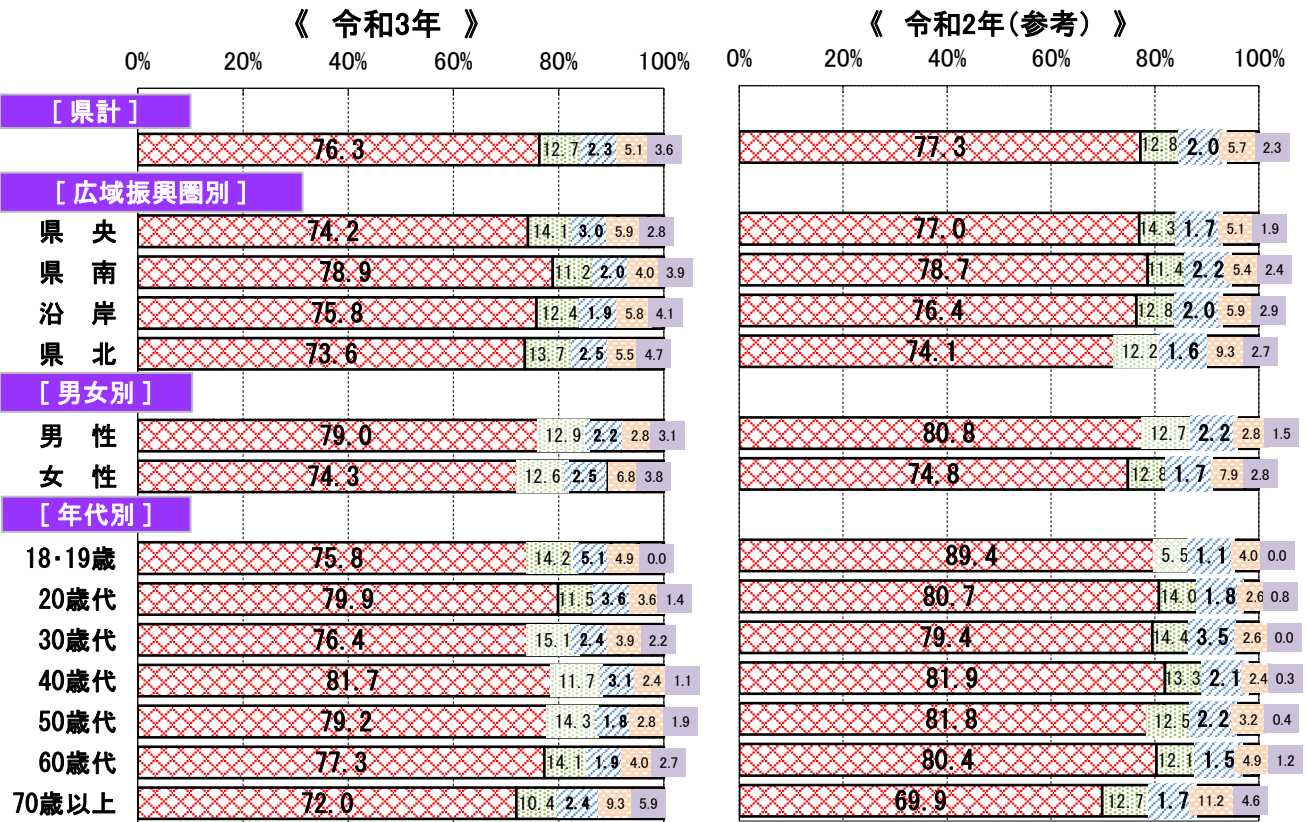 《 令和3年 》 《 令和2年(参考) 》
0% 20% 40% 60% 80% 100% 0% 20% 40% 60% 80% 100%
[ 県計 ]
76.3 12.7 2.3 5.1 3.6 77.3 12.8 2.0 5.7 2.3
[ 広域振興圏別 ]
県 央 74.2 14.1 3.0 5.9 2.8 77.0 14.3 1.7 5.1 1.9
県 南 78.9 11.2 2.0 4.0 3.9 78.7 11.4 2.2 5.4 2.4
沿 岸 75.8 12.4 1.9 5.8 4.1 76.4 12.8 2.0 5.9 2.9
県 北 73.6 13.7 2.5 5.5 4.7 74.1 12.2 1.6 9.3 2.7
[ 男女別 ]
男 性 79.0 12.9 2.2 2.8 3.1 80.8 12.7 2.2 2.8 1.5
女 性 74.3 12.6 2.5 6.8 3.8 74.8 12.8 1.7 7.9 2.8
[ 年代別 ]
18・19歳 75.8 14.2 5.1 4.9 0.0 89.4 5.5 1.1 4.0 0.0
20歳代 79.9 11.5 3.6 3.6 1.4 80.7 14.0 1.8 2.6 0.8
30歳代 76.4 15.1 2.4 3.9 2.2 79.4 14.4 3.5 2.6 0.0
40歳代 81.7 11.7 3.1 2.4 1.1 81.9 13.3 2.1 2.4 0.3
50歳代 79.2 14.3 1.8 2.8 1.9 81.8 12.5 2.2 3.2 0.4
60歳代 77.3 14.1 1.9 4.0 2.7 80.4 12.1 1.5 4.9 1.2
70歳以上 72.0 10.4 2.4 9.3 5.9 69.9 12.7 1.7 11.2 4.6